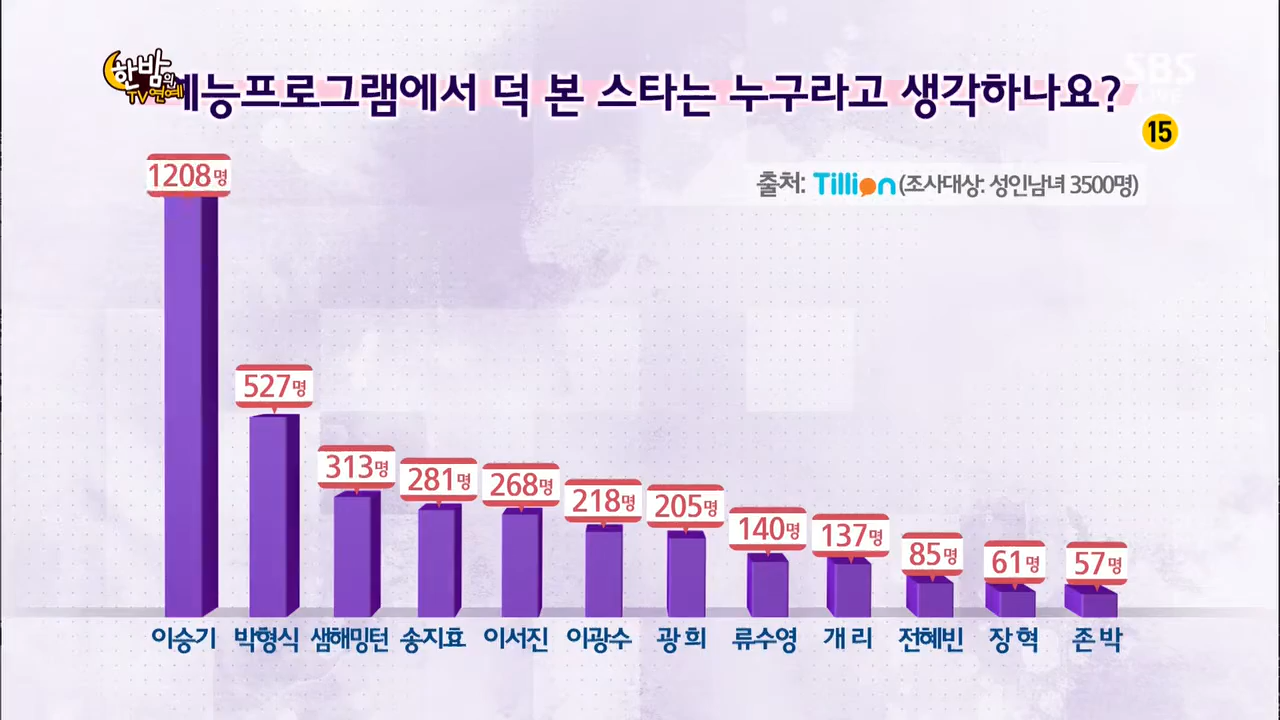 한밤의
TV연예
예능프로그램에서 덕 본 스타는 누구라고 생각하나요?
SBS
LIVE
15
출처: Tillion (조사대상: 성인남녀 3500명)
1208명
527명
313명
281명
268명
218명
205명
140명
137명
85명
61명
57명
이승기 박형식 샘해밍턴 송지효 이서진 이광수 광희 류수영 개리 전혜빈 장혁 존박